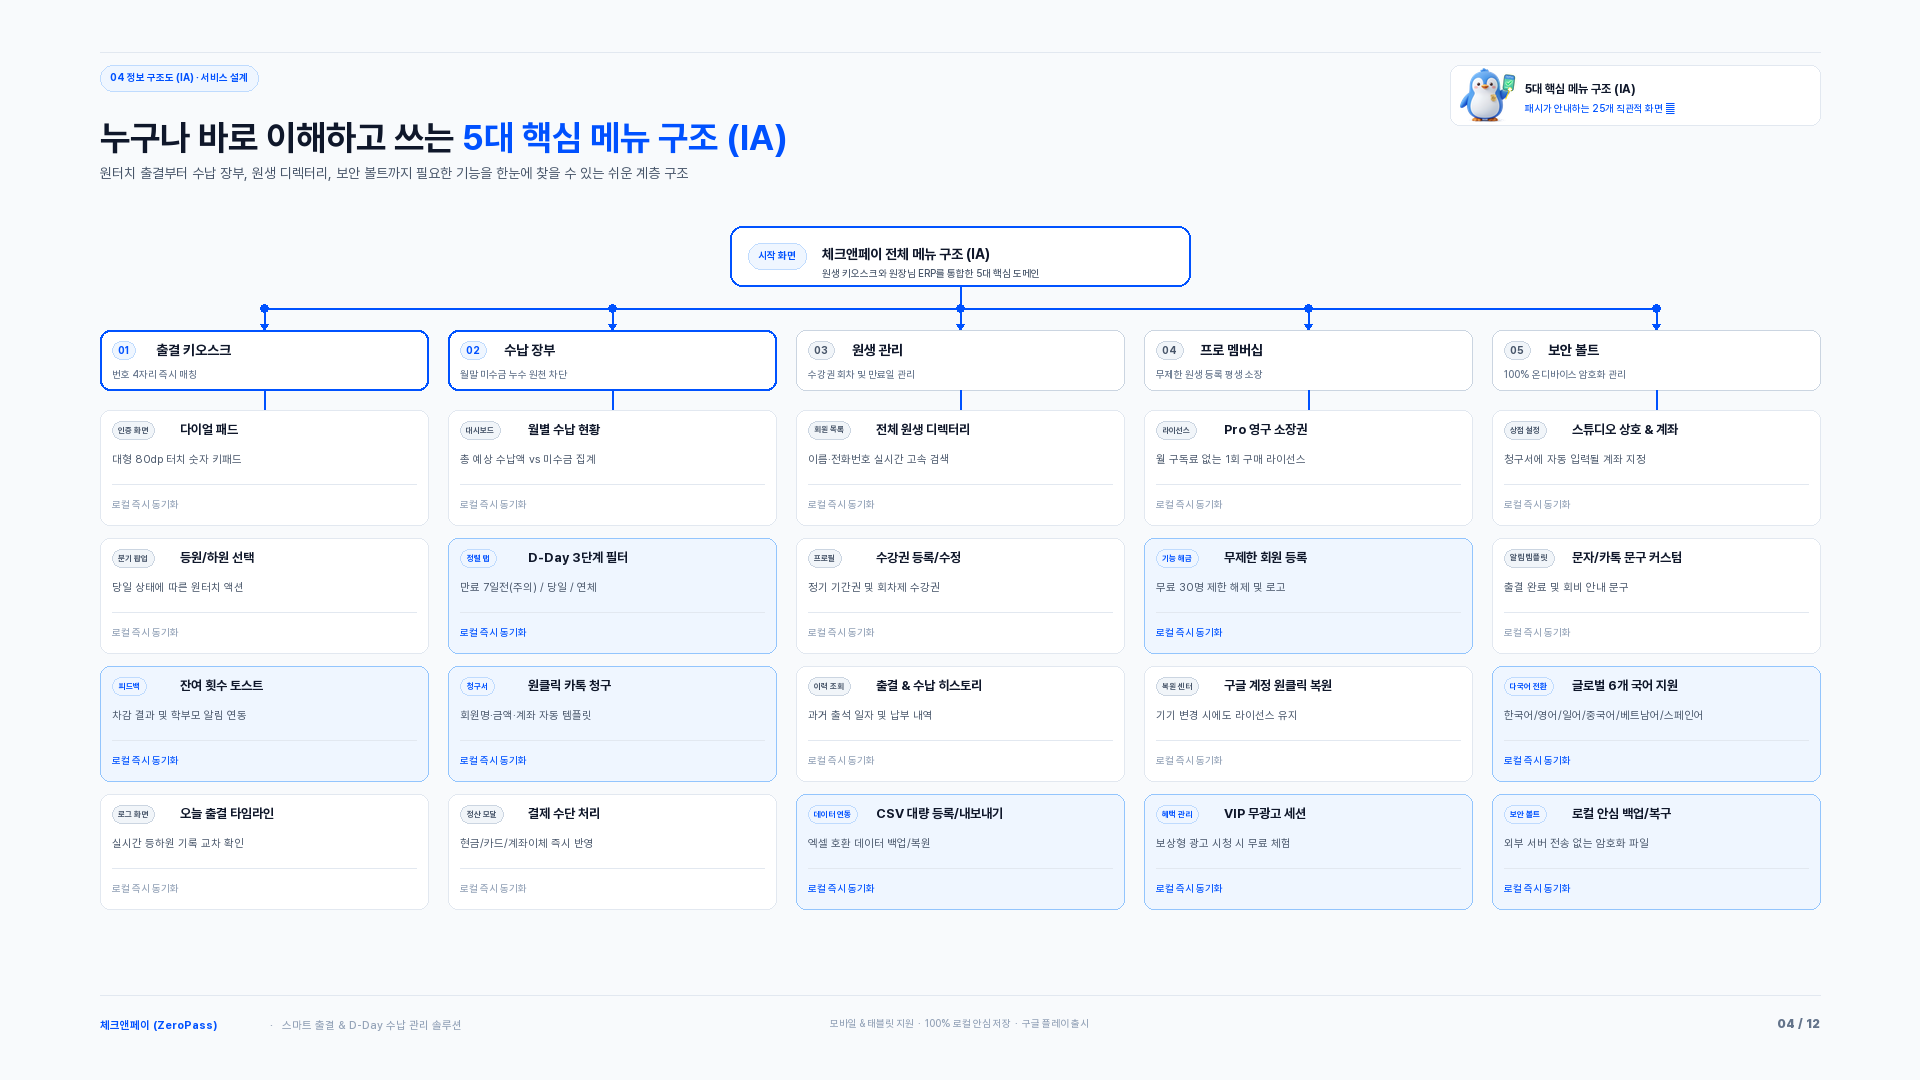 04 정보 구조도 (IA) · 서비스 설계
누구나 바로 이해하고 쓰는 5대 핵심 메뉴 구조 (IA)
원터치 출결부터 수납 장부, 원생 디렉터리, 보안 볼트까지 필요한 기능을 한눈에 찾을 수 있는 쉬운 계층 구조
5대 핵심 메뉴 구조 (IA)
패시가 안내하는 25개 직관적 화면
시작 화면
체크앤페이 전체 메뉴 구조 (IA)
원생 키오스크와 원장님 ERP를 통합한 5대 핵심 도메인
01 출결 키오스크
번호 4자리 즉시 매칭
02 수납 장부
월말 미수금 누수 원천 차단
03 원생 관리
수강권 회차 및 만료일 관리
04 프로 멤버십
무제한 원생 등록 평생 소장
05 보안 볼트
100% 온디바이스 암호화 관리
인증 화면 다이얼 패드
대형 80dp 터치 숫자 키패드
로컬 즉시 동기화
대시보드 월별 수납 현황
총 예상 수납액 vs 미수금 집계
로컬 즉시 동기화
회원 목록 전체 원생 디렉터리
이름·전화번호 실시간 고속 검색
로컬 즉시 동기화
라이선스 Pro 영구 소장권
월 구독료 없는 1회 구매 라이선스
로컬 즉시 동기화
상점 설정 스튜디오 상호 & 계좌
청구서에 자동 입력될 계좌 지정
로컬 즉시 동기화
분기 팝업 등원/하원 선택
당일 상태에 따른 원터치 액션
로컬 즉시 동기화
정렬 탭 D-Day 3단계 필터
만료 7일전(주의) / 당일 / 연체
로컬 즉시 동기화
프로필 수강권 등록/수정
정기 기간권 및 회차제 수강권
로컬 즉시 동기화
기능 해금 무제한 회원 등록
무료 30명 제한 해제 및 로고
로컬 즉시 동기화
알림템플릿 문자/카톡 문구 커스텀
출결 완료 및 회비 안내 문구
로컬 즉시 동기화
피드백 잔여 횟수 토스트
차감 결과 및 학부모 알림 연동
로컬 즉시 동기화
청구서 원클릭 카톡 청구
회원명·금액·계좌 자동 템플릿
로컬 즉시 동기화
이력 조회 출결 & 수납 히스토리
과거 출석 일자 및 납부 내역
로컬 즉시 동기화
복원 센터 구글 계정 원클릭 복원
기기 변경 시에도 라이선스 유지
로컬 즉시 동기화
다국어 전환 글로벌 6개 국어 지원
한국어/영어/일어/중국어/베트남어/스페인어
로컬 즉시 동기화
로그 화면 오늘 출결 타임라인
실시간 등하원 기록 교차 확인
로컬 즉시 동기화
정산 모달 결제 수단 처리
현금/카드/계좌이체 즉시 반영
로컬 즉시 동기화
데이터 연동 CSV 대량 등록/내보내기
엑셀 호환 데이터 백업/복원
로컬 즉시 동기화
혜택 관리 VIP 무광고 세션
보상형 광고 시청 시 무료 체험
로컬 즉시 동기화
보안 볼트 로컬 안심 백업/복구
외부 서버 전송 없는 암호화 파일
로컬 즉시 동기화
체크앤페이 (ZeroPass) · 스마트 출결 & D-Day 수납 관리 솔루션
모바일 & 태블릿 지원 · 100% 로컬 안심 저장 · 구글 플레이 출시
04 / 12